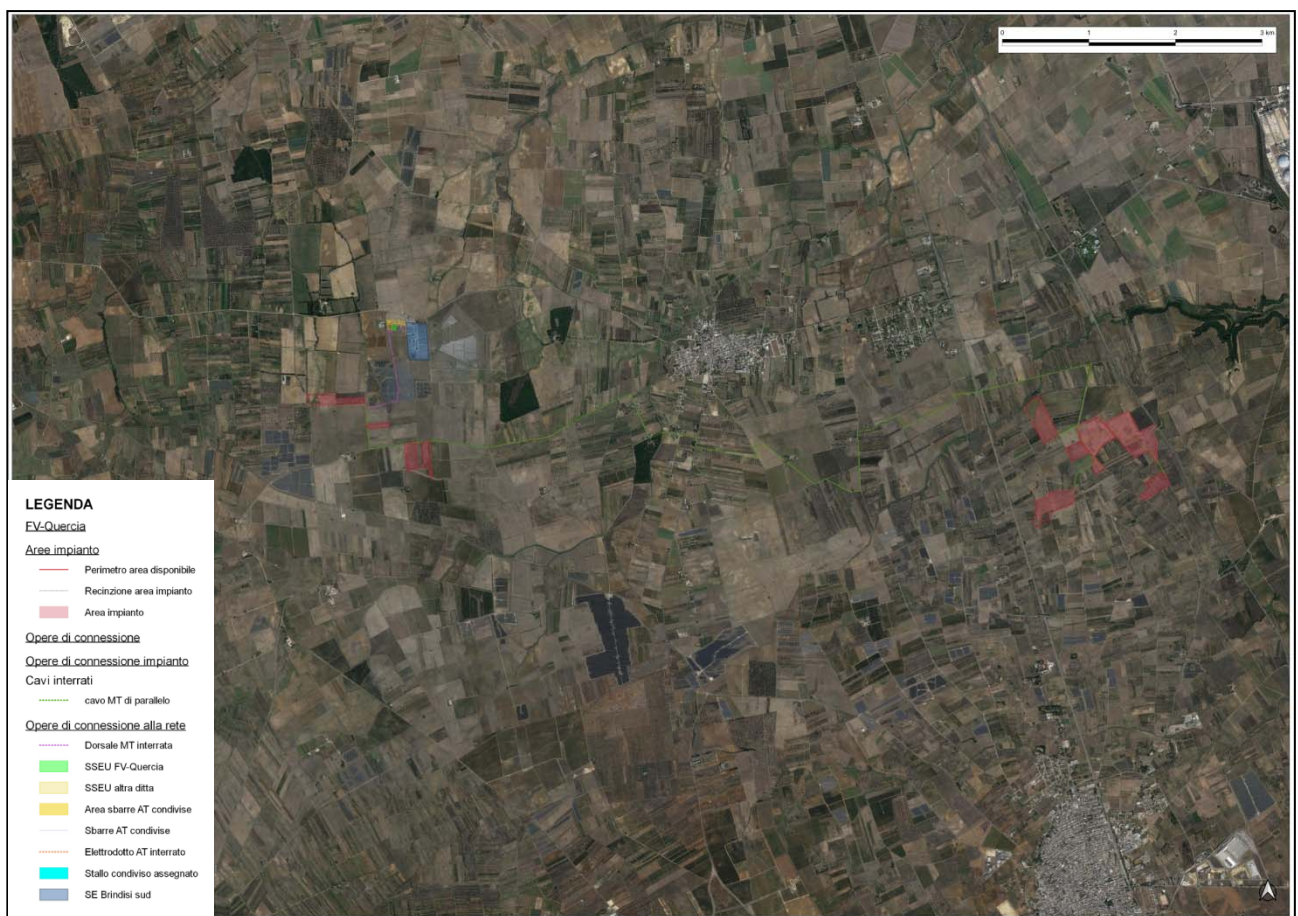 0 1 2 3 km
LEGENDA
FV-Quercia
Aree impianto
Perimetro area disponibile
Recinzione area impianto
Area impianto
Opere di connessione
Opere di connessione impianto
Cavi interrati
cavo MT di parallelo
Opere di connessione alla rete
Dorsale MT interrata
SSEU FV-Quercia
SSEU altra ditta
Area sbarre AT condivise
Sbarre AT condivise
Elettrodotto AT interrato
Stallo condiviso assegnato
SE Brindisi sud